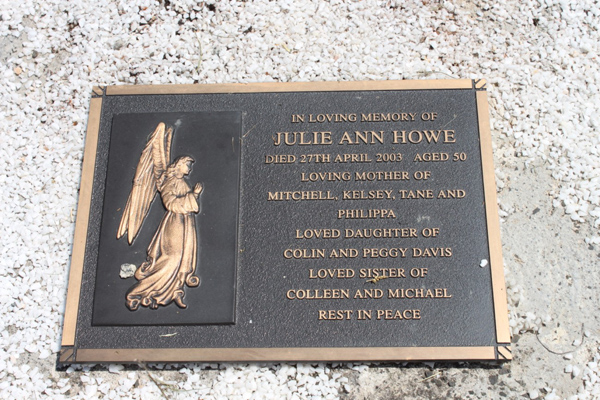 IN LOVING MEMORY OF
JULIE ANN HOWE
DIED 27TH APRIL 2003 AGED 50
LOVING MOTHER OF
MITCHELL, KELSEY, TANE AND
PHILIPPA
LOVED DAUGHTER OF
COLIN AND PEGGY DAVIS
LOVED SISTER OF
COLLEEN AND MICHAEL
REST IN PEACE